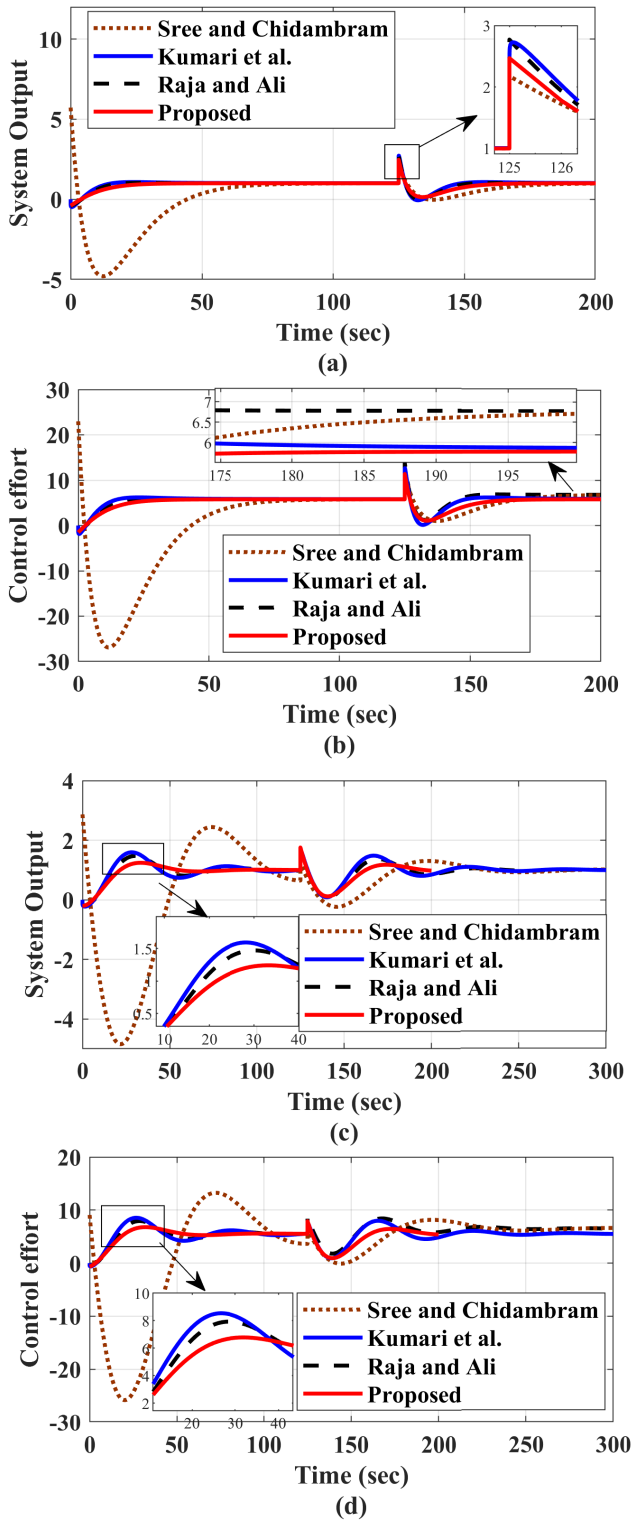 System Output
10
5
0
-5
Sree and Chidambram
Kumari et al.
Raja and Ali
Proposed
3
2
1
125 126
0 50 100 150 200
Time (sec)
(a)
Control effort
30
20
10
0
-10
-20
-30
7
6.5
6
175 180 185 190 195
Sree and Chidambram
Kumari et al.
Raja and Ali
Proposed
0 50 100 150 200
Time (sec)
(b)
System Output
4
2
0
-2
-4
1.5
1
0.5
10 20 30 40
Sree and Chidambram
Kumari et al.
Raja and Ali
Proposed
0 50 100 150 200 250 300
Time (sec)
(c)
Control effort
20
10
0
-10
-20
-30
10
8
6
4
2
20 30 40
Sree and Chidambram
Kumari et al.
Raja and Ali
Proposed
0 50 100 150 200 250 300
Time (sec)
(d)